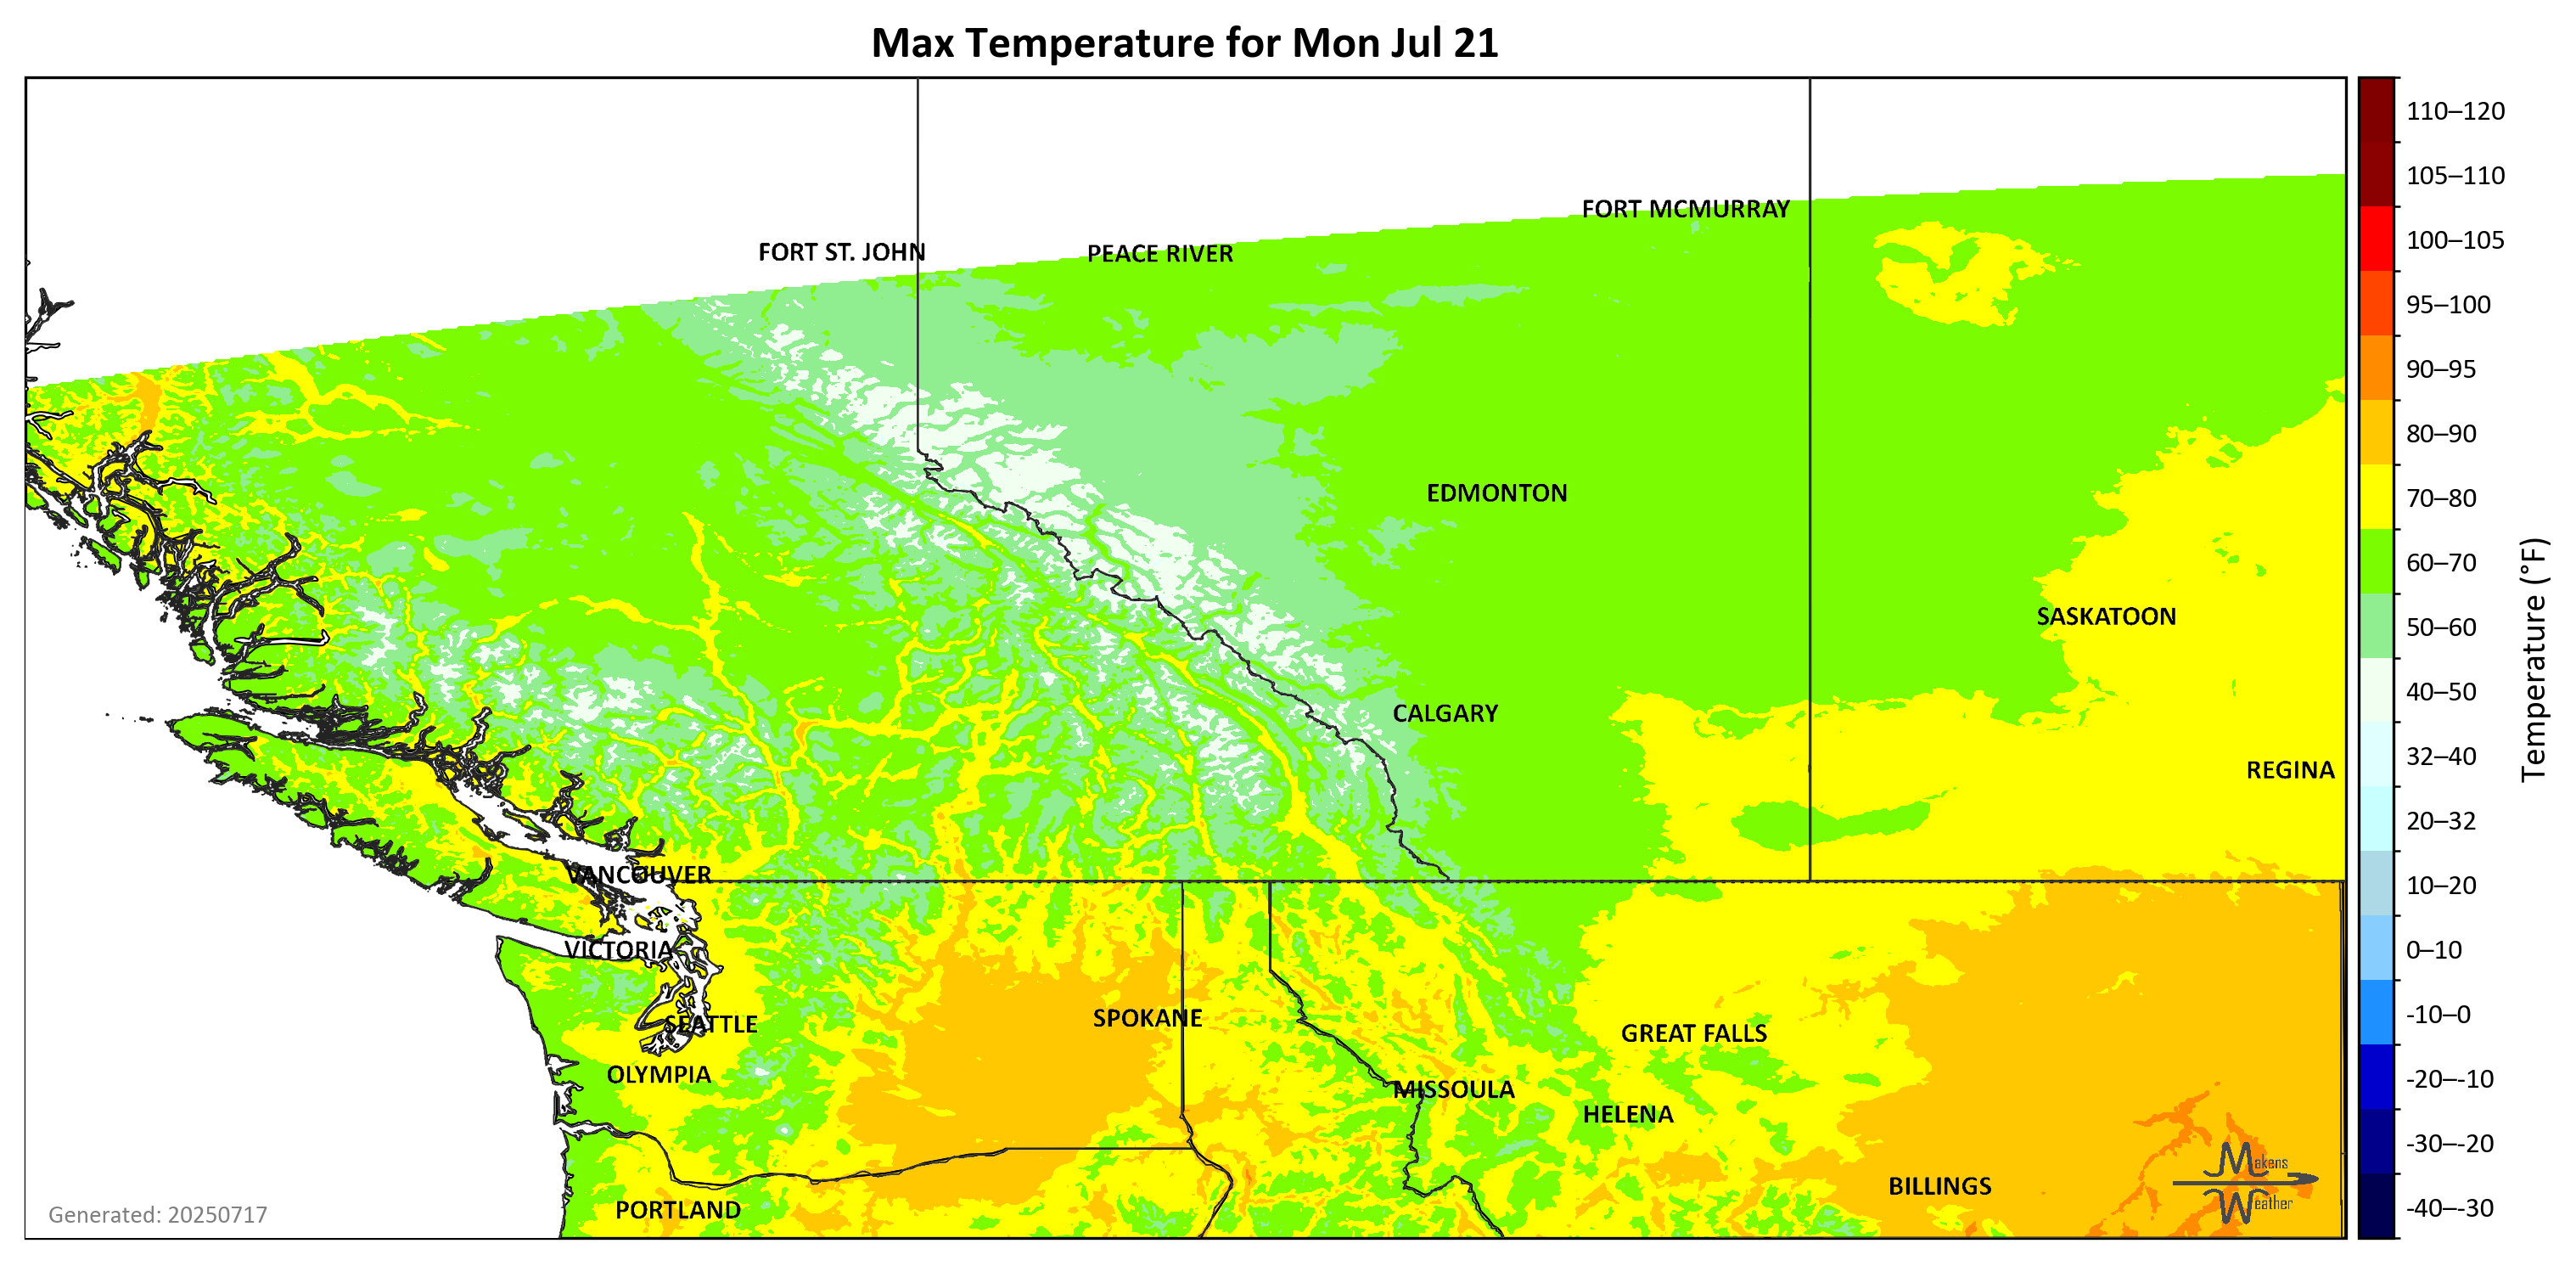 Max Temperature for Mon Jul 21
FORT MCMURRAY
FORT ST. JOHN
PEACE RIVER
EDMONTON
SASKATOON
CALGARY
REGINA
VANCOUVER
VICTORIA
SEATTLE
SPOKANE
GREAT FALLS
OLYMPIA
MISSOULA
HELENA
BILLINGS
PORTLAND
Makens
Weather
Generated: 20250717
110–120
105–110
100–105
95–100
90–95
80–90
70–80
60–70
50–60
40–50
32–40
20–32
10–20
0–10
-10–0
-20–-10
-30–-20
-40–-30
Temperature (°F)